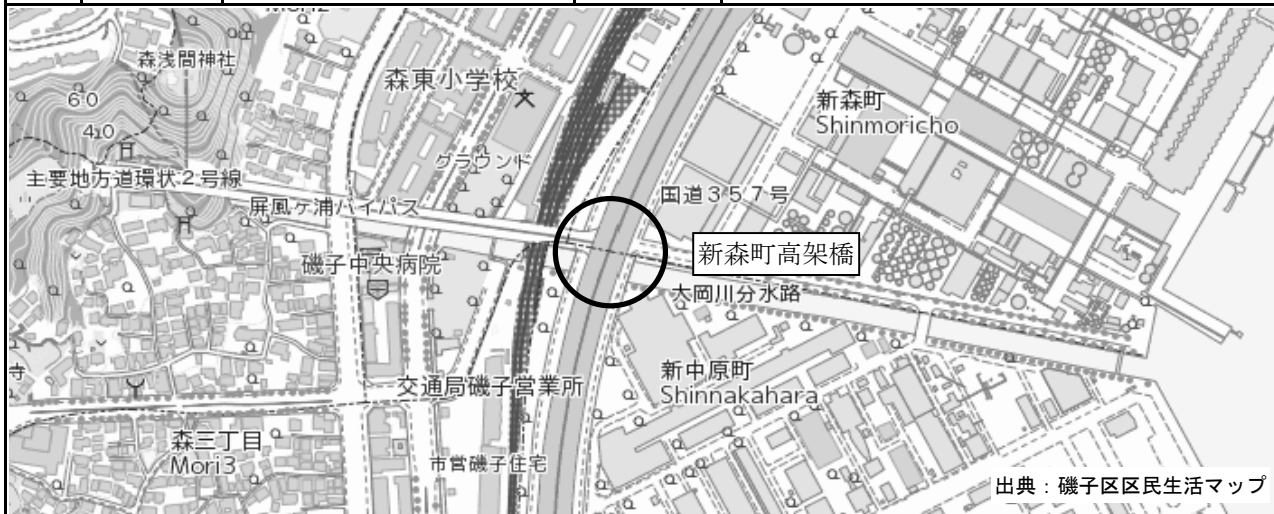 森浅間神社
60
40
森東小学校
グラウンド
新森町
Shinmoricho
主要地方道環状2号線
屏風ケ浦バイパス
国道357号
新森町高架橋
磯子中央病院
大岡川分水路
交通局磯子営業所
新中原町
Shinnakahara
寺
森三丁目
Mori3
市営磯子住宅
出典：磯子区区民生活マップ